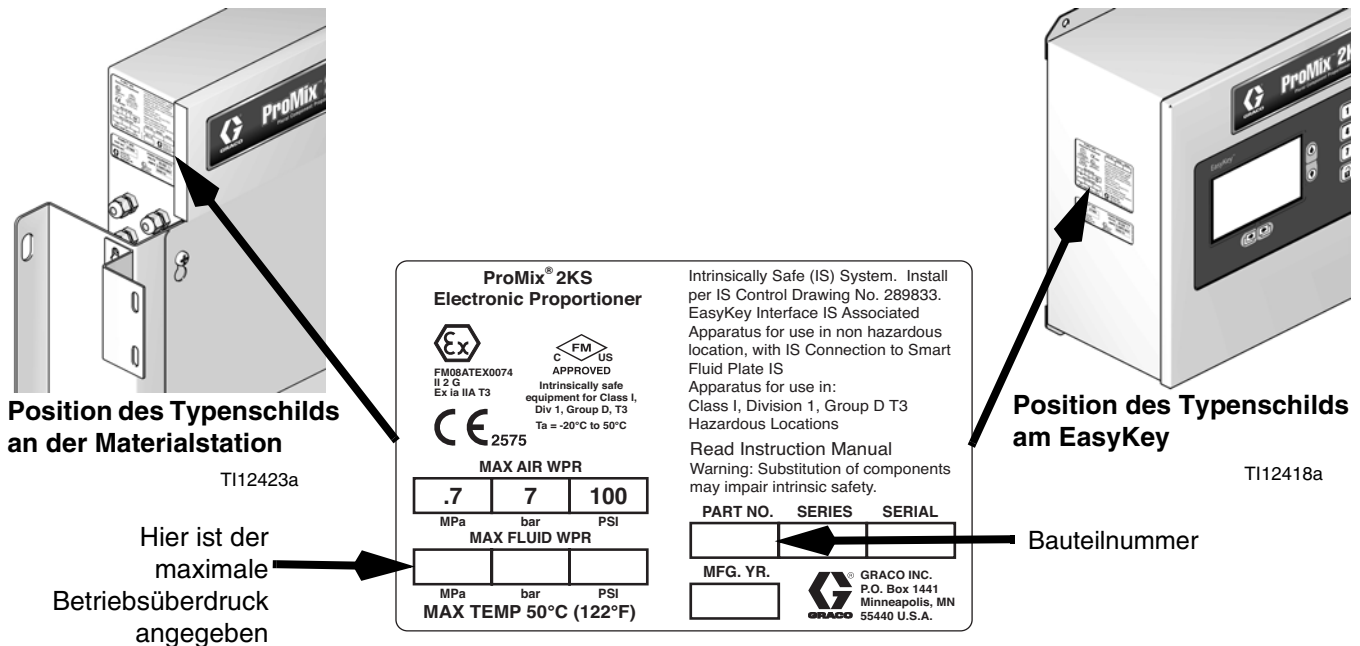 ProMix 2
GRACO
Position des Typenschilds
an der Materialstation
TI12423a
Hier ist der
maximale
Betriebsüberdruck
angegeben
ProMix® 2KS
Electronic Proportioner
Ex
FM08ATEX0074
II 2 G
Ex ia IIA T3
C FM US
APPROVED
Intrinsically safe
equipment for Class I,
Div 1, Group D, T3
Ta = -20°C to 50°C
CE 2575
MAX AIR WPR
.7 7 100
MPa bar PSI
MAX FLUID WPR
MPa bar PSI
MAX TEMP 50°C (122°F)
Intrinsically Safe (IS) System. Install
per IS Control Drawing No. 289833.
EasyKey Interface IS Associated
Apparatus for use in non hazardous
location, with IS Connection to Smart
Fluid Plate IS
Apparatus for use in:
Class I, Division 1, Group D T3
Hazardous Locations
Read Instruction Manual
Warning: Substitution of components
may impair intrinsic safety.
PART NO. SERIES SERIAL
MFG. YR.
G®
GRACO
GRACO INC.
P.O. Box 1441
Minneapolis, MN
55440 U.S.A.
ProMix 2K
GRACO
EasyKey
Position des Typenschilds
am EasyKey
TI12418a
Bauteilnummer